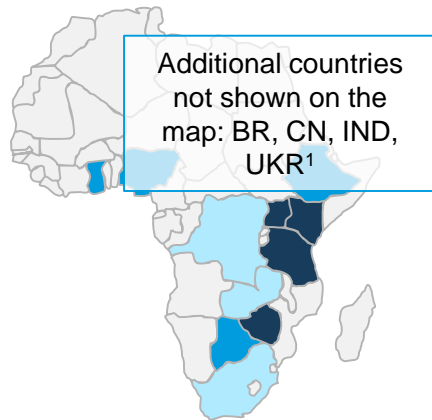 Additional countries
not shown on the
map: BR, CN, IND,
UKR¹